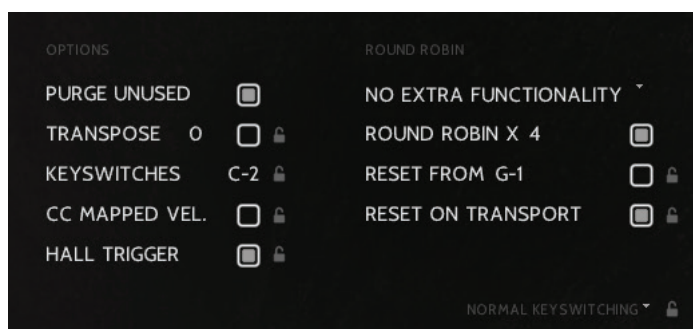 OPTIONS
PURGE UNUSED
TRANSPOSE 0
KEYSWITCHES C-2
CC MAPPED VEL.
HALL TRIGGER
ROUND ROBIN
NO EXTRA FUNCTIONALITY
ROUND ROBIN X 4
RESET FROM G-1
RESET ON TRANSPORT
NORMAL KEYSWITCHING